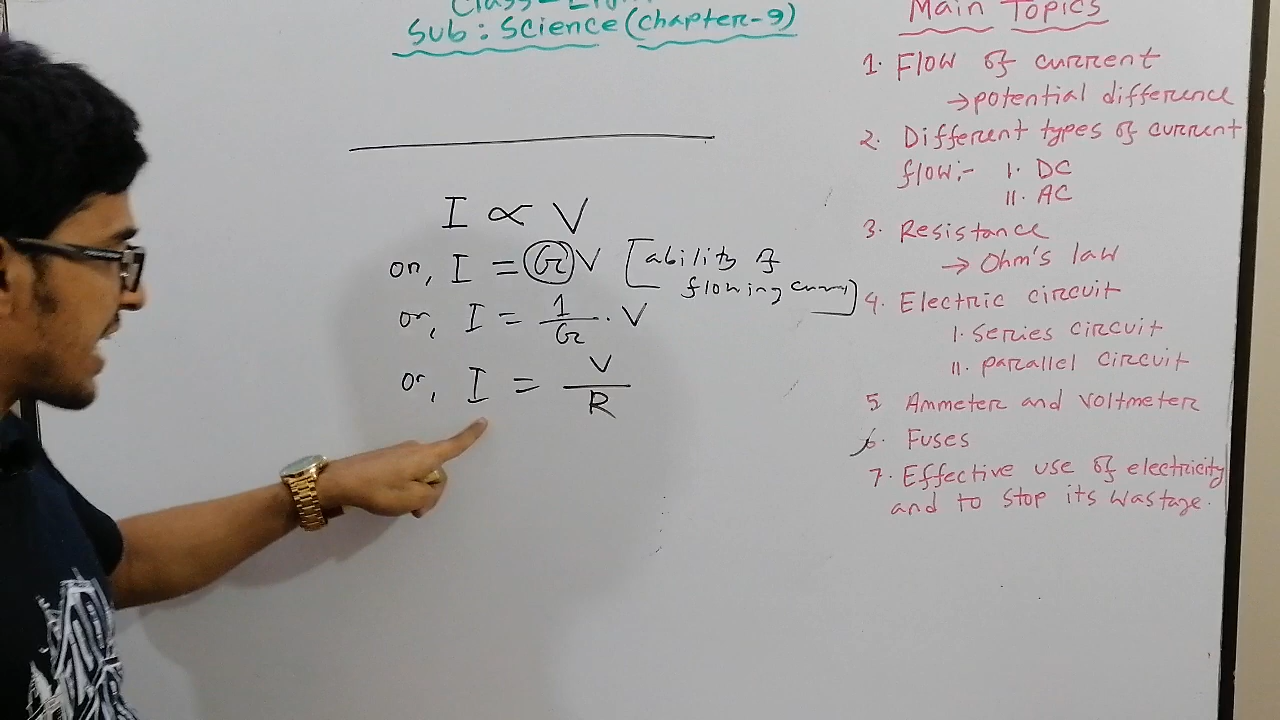 Sub : Science (chapter-9)
I ∝ V
or, I = G V [ability of
flowing curr]
or, I = 1/G . V
or, I = V/R
Main Topics
1. Flow of current
→ potential difference
2. Different types of current
flow:- I. DC
II. AC
3. Resistance
→ Ohm's law
4. Electric circuit
I. Series circuit
II. parallel circuit
5 Ammeter and voltmeter
6. Fuses
7. Effective use of electricity
and to stop its wastage.